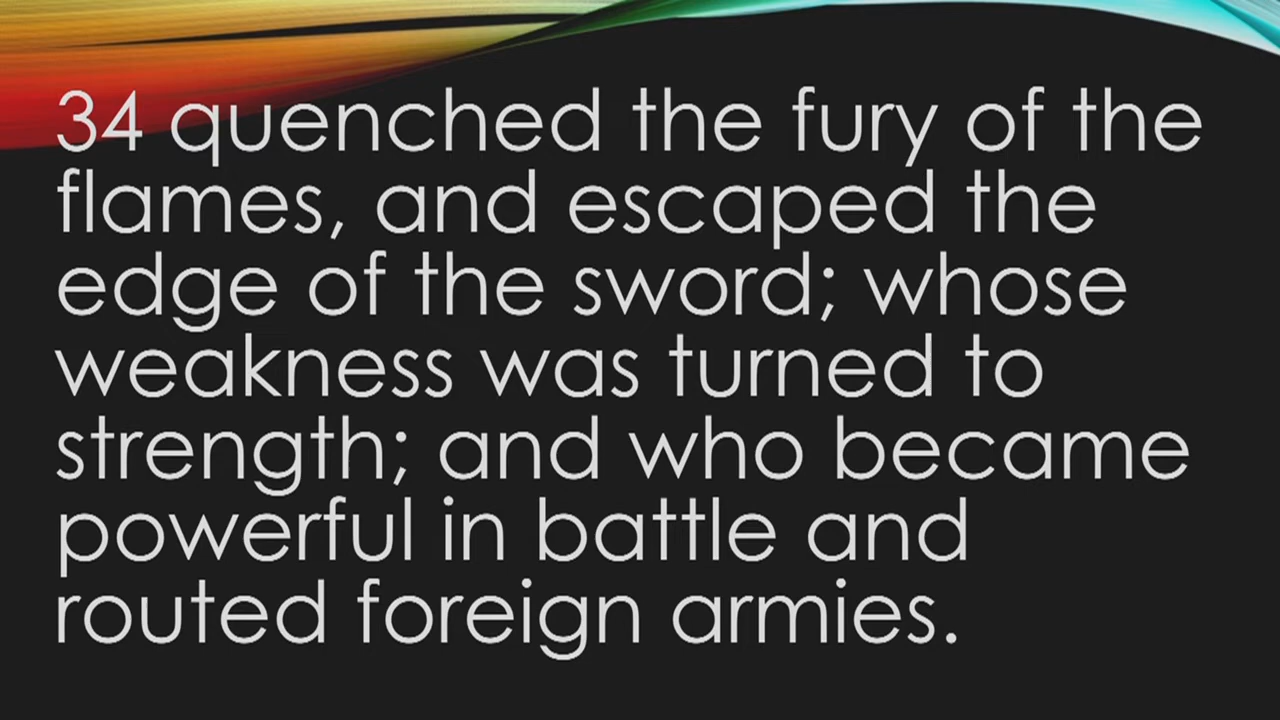 34 quenched the fury of the
flames, and escaped the
edge of the sword; whose
weakness was turned to
strength; and who became
powerful in battle and
routed foreign armies.